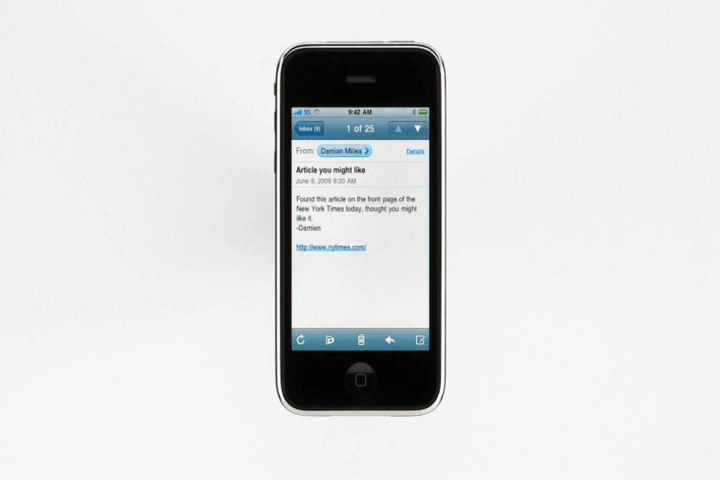 3G 9:42 AM
Inbox (9) 1 of 25
From: Damian Milea Details
Article you might like
June 9, 2009 9:20 AM
Found this article on the front page of the
New York Times today, thought you might
like it.
-Damien
http://www.nytimes.com/